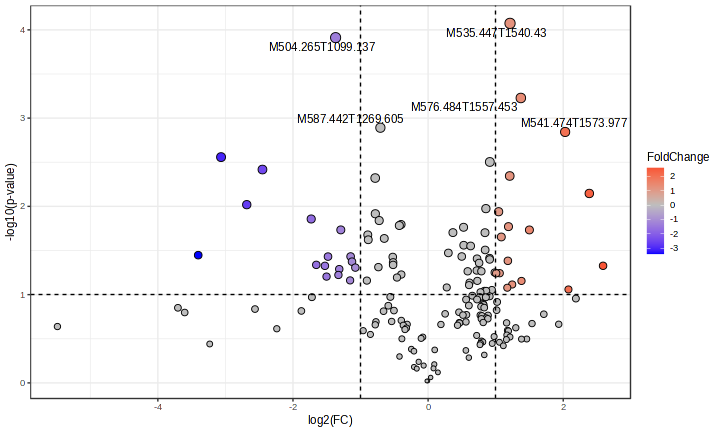 4
3
2
1
0
-4
-2
0
2
-log10(p-value)
log2(FC)
M504.265T1099.137
M535.447T1540.43
M576.484T1557.453
M587.442T1269.605
M541.474T1573.977
FoldChange
2
1
0
-1
-2
-3